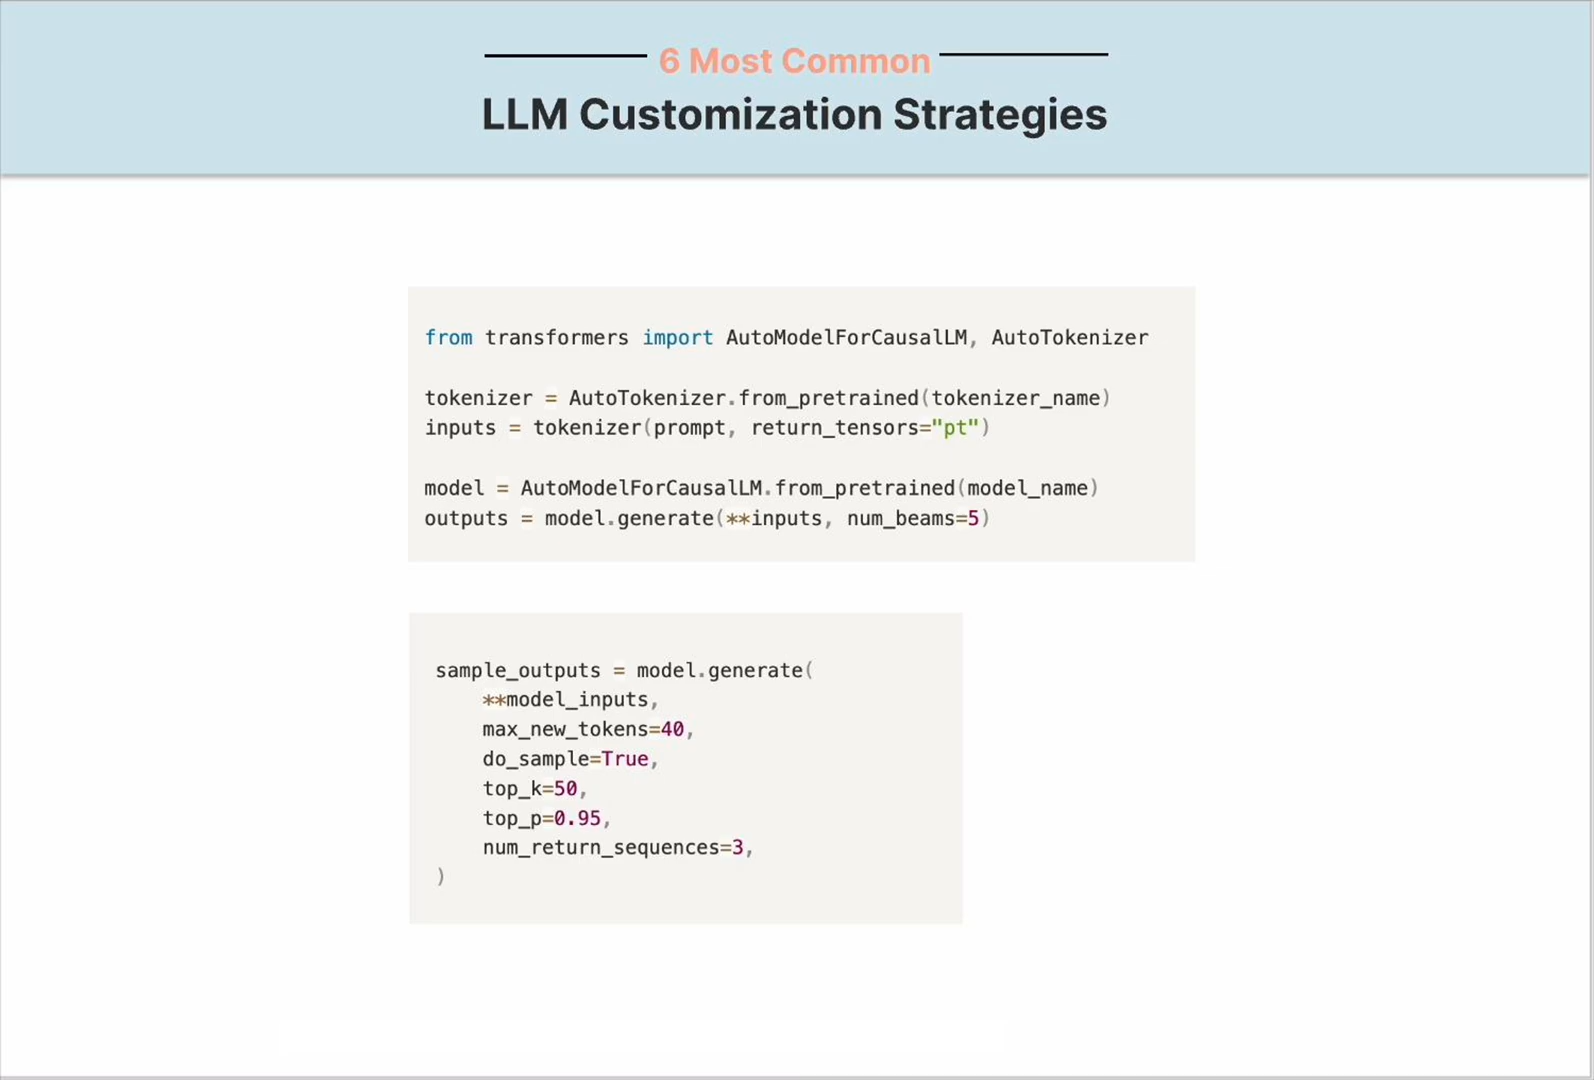 6 Most Common
LLM Customization Strategies
from transformers import AutoModelForCausalLM, AutoTokenizer
tokenizer = AutoTokenizer.from_pretrained(tokenizer_name)
inputs = tokenizer(prompt, return_tensors="pt")
model = AutoModelForCausalLM.from_pretrained(model_name)
outputs = model.generate(**inputs, num_beams=5)
sample_outputs = model.generate(
    **model_inputs,
    max_new_tokens=40,
    do_sample=True,
    top_k=50,
    top_p=0.95,
    num_return_sequences=3,
)